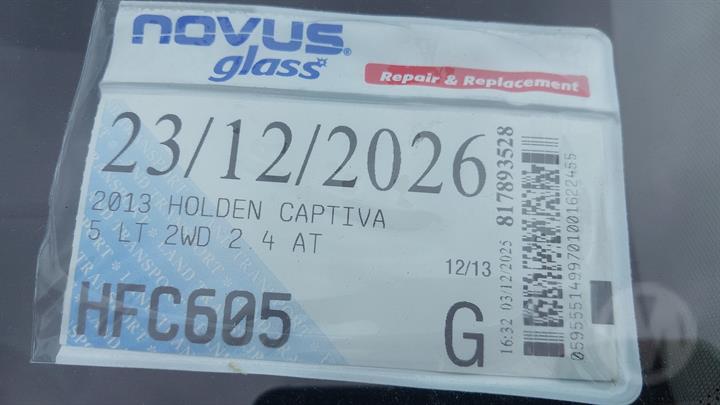 novus®
glass
Repair & Replacement
23/12/2026
2013 HOLDEN CAPTIVA
5 LT 2WD 2.4 AT
12/13
HFC605
G
16:32 03/12/2025 817893528
0595551499701001622455